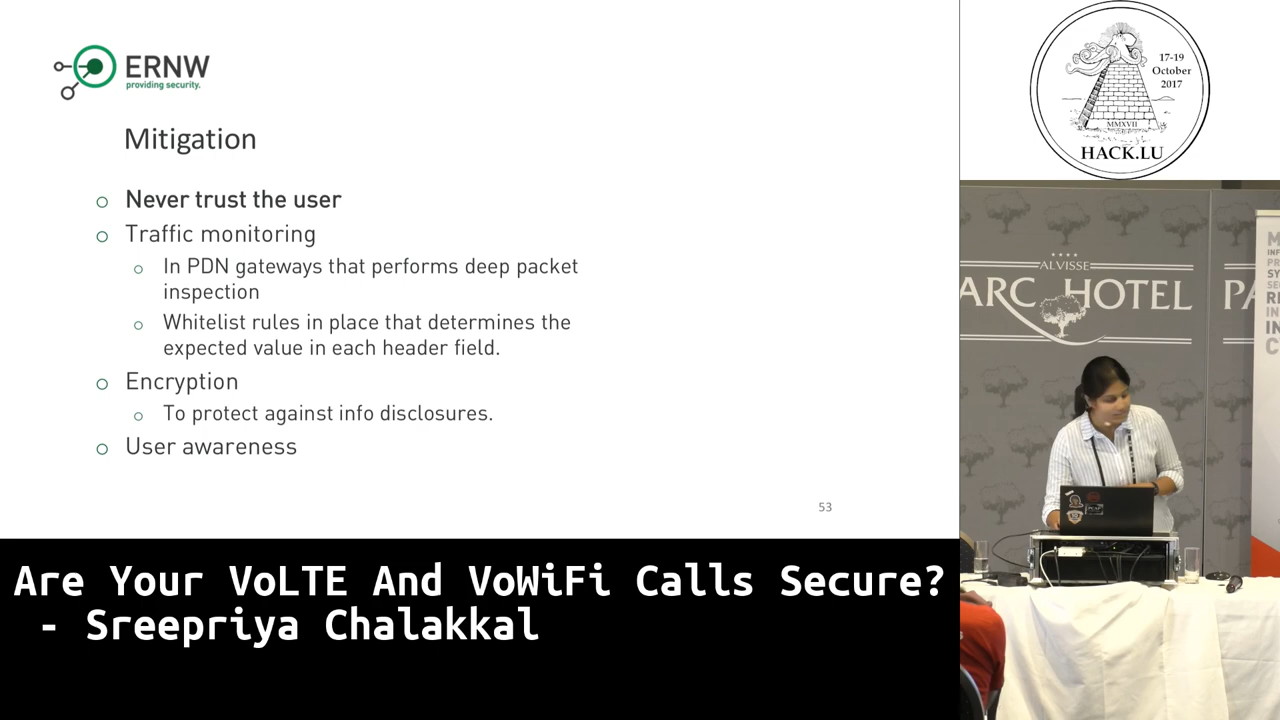 ERNW
providing security.
Mitigation
Never trust the user
Traffic monitoring
In PDN gateways that performs deep packet
inspection
Whitelist rules in place that determines the
expected value in each header field.
Encryption
To protect against info disclosures.
User awareness
53
Are Your VoLTE And VoWiFi Calls Secure?
- Sreepriya Chalakkal
17-19
October
2017
MMXVII
HACK.LU
ALVISSE
ARC HOTEL
PA